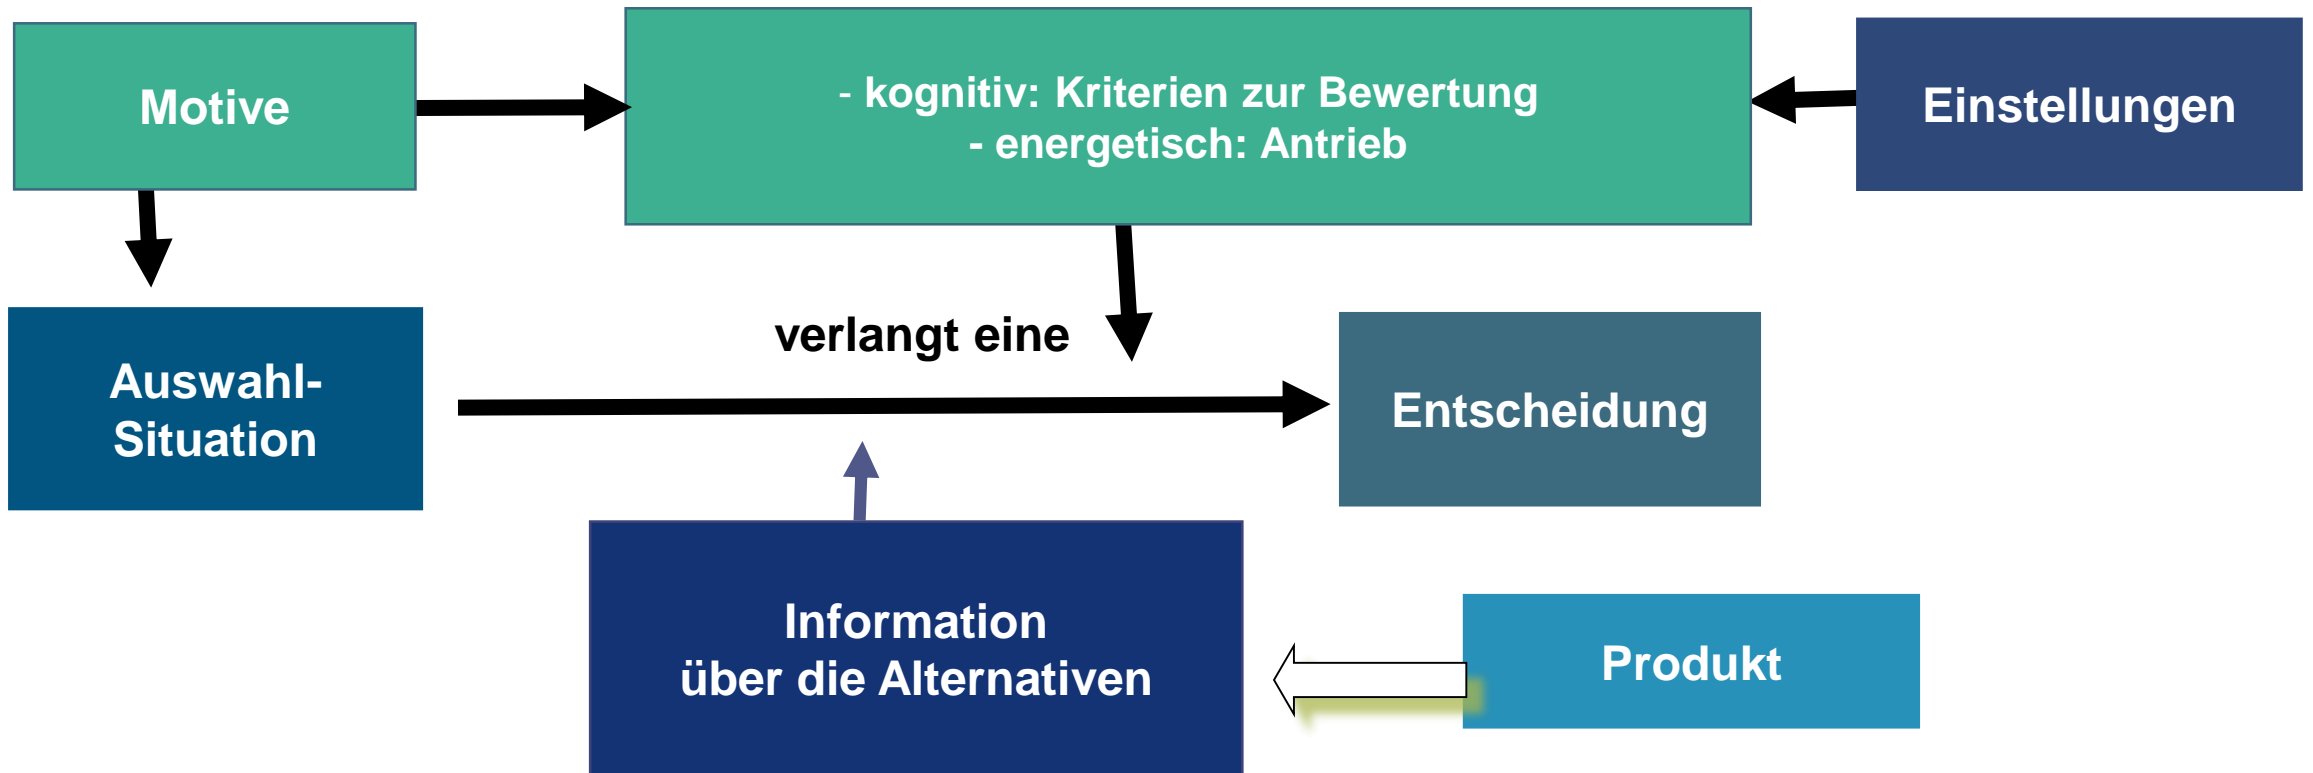 Motive
- kognitiv: Kriterien zur Bewertung
- energetisch: Antrieb
Einstellungen
verlangt eine
Auswahl-
Situation
Entscheidung
Information
über die Alternativen
Produkt